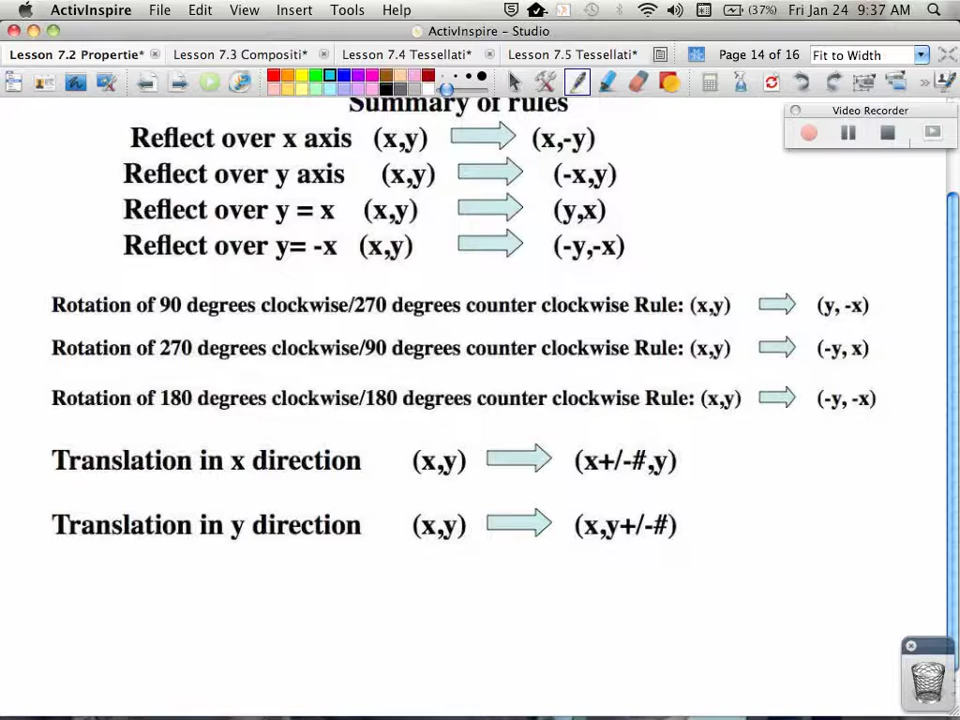 ActivInspire File Edit View Insert Tools Help (37%) Fri Jan 24 9:37 AM
ActivInspire - Studio
Lesson 7.2 Propertie* Lesson 7.3 Compositi* Lesson 7.4 Tessellati* Lesson 7.5 Tessellati* Page 14 of 16 Fit to Width
Video Recorder
Summary of rules
Reflect over x axis (x,y) (x,-y)
Reflect over y axis (x,y) (-x,y)
Reflect over y = x (x,y) (y,x)
Reflect over y= -x (x,y) (-y,-x)
Rotation of 90 degrees clockwise/270 degrees counter clockwise Rule: (x,y) (y, -x)
Rotation of 270 degrees clockwise/90 degrees counter clockwise Rule: (x,y) (-y, x)
Rotation of 180 degrees clockwise/180 degrees counter clockwise Rule: (x,y) (-y, -x)
Translation in x direction (x,y) (x+/-#,y)
Translation in y direction (x,y) (x,y+/-#)